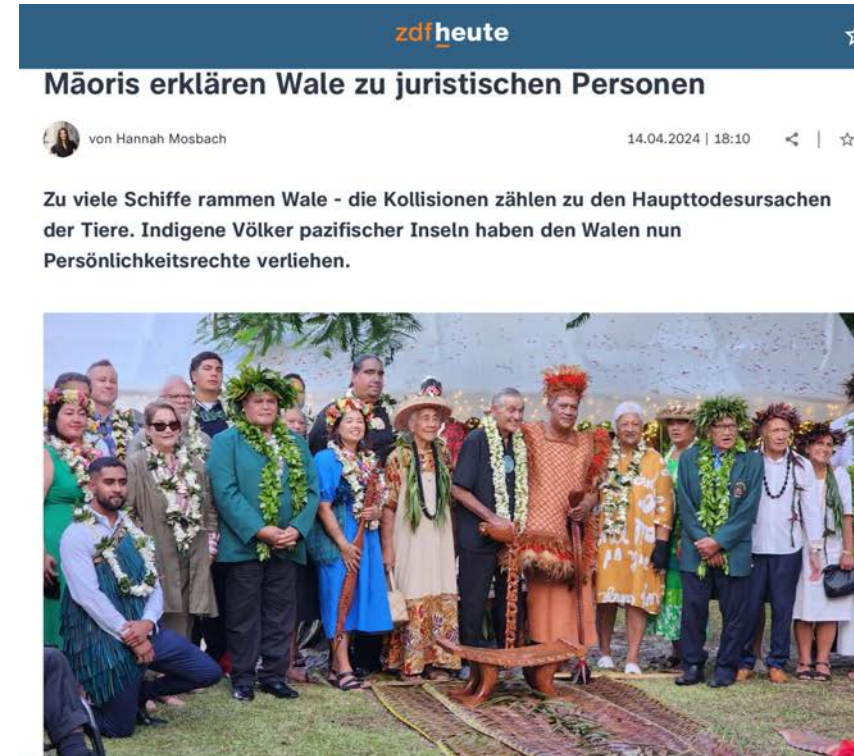 zdfheute
Māoris erklären Wale zu juristischen Personen
von Hannah Mosbach
14.04.2024 | 18:10
Zu viele Schiffe rammen Wale - die Kollisionen zählen zu den Haupttodesursachen
der Tiere. Indigene Völker pazifischer Inseln haben den Walen nun
Persönlichkeitsrechte verliehen.